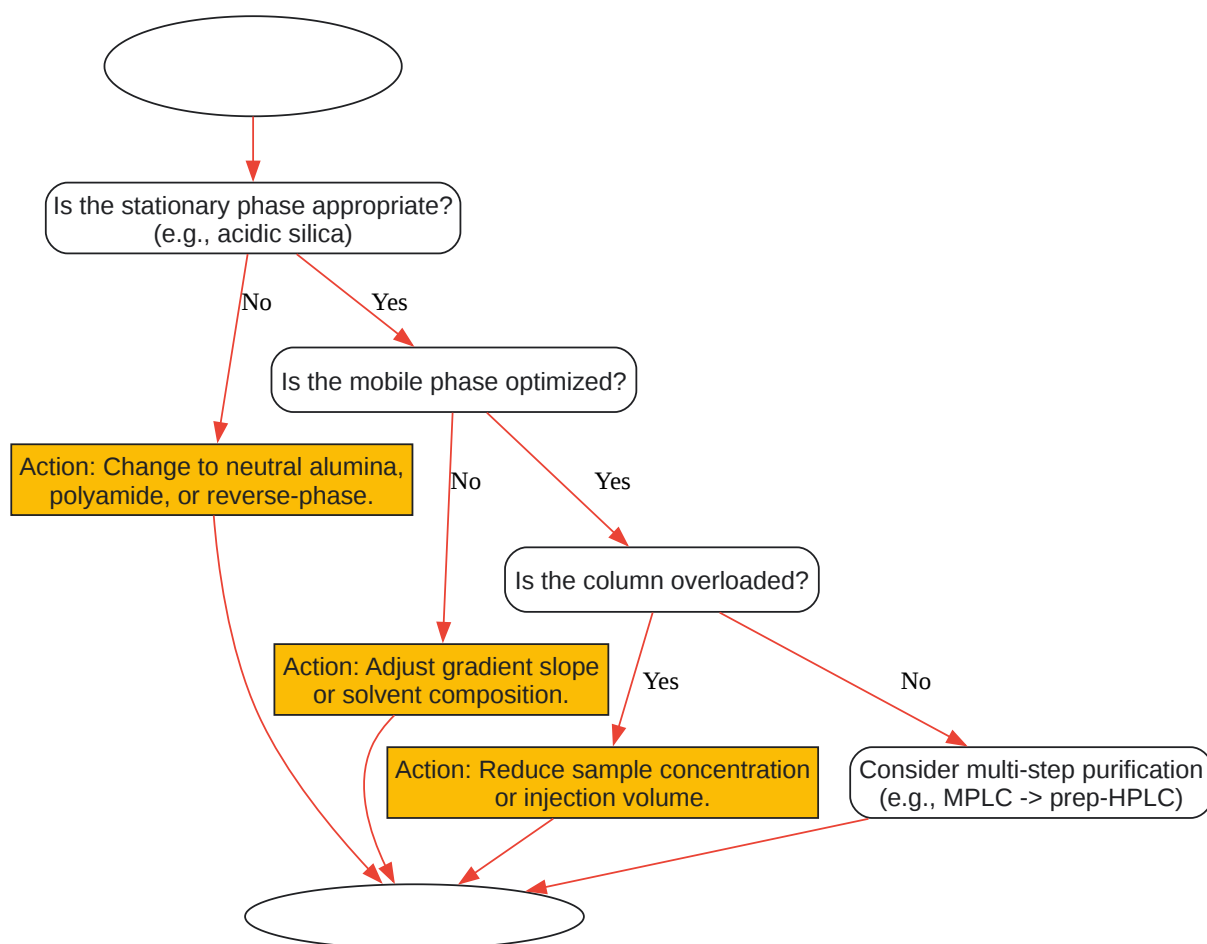 Is the stationary phase appropriate?
(e.g., acidic silica)
No
Yes
Is the mobile phase optimized?
Action: Change to neutral alumina,
polyamide, or reverse-phase.
No
Yes
Is the column overloaded?
Action: Adjust gradient slope
or solvent composition.
Yes
No
Action: Reduce sample concentration
or injection volume.
Consider multi-step purification
(e.g., MPLC -> prep-HPLC)